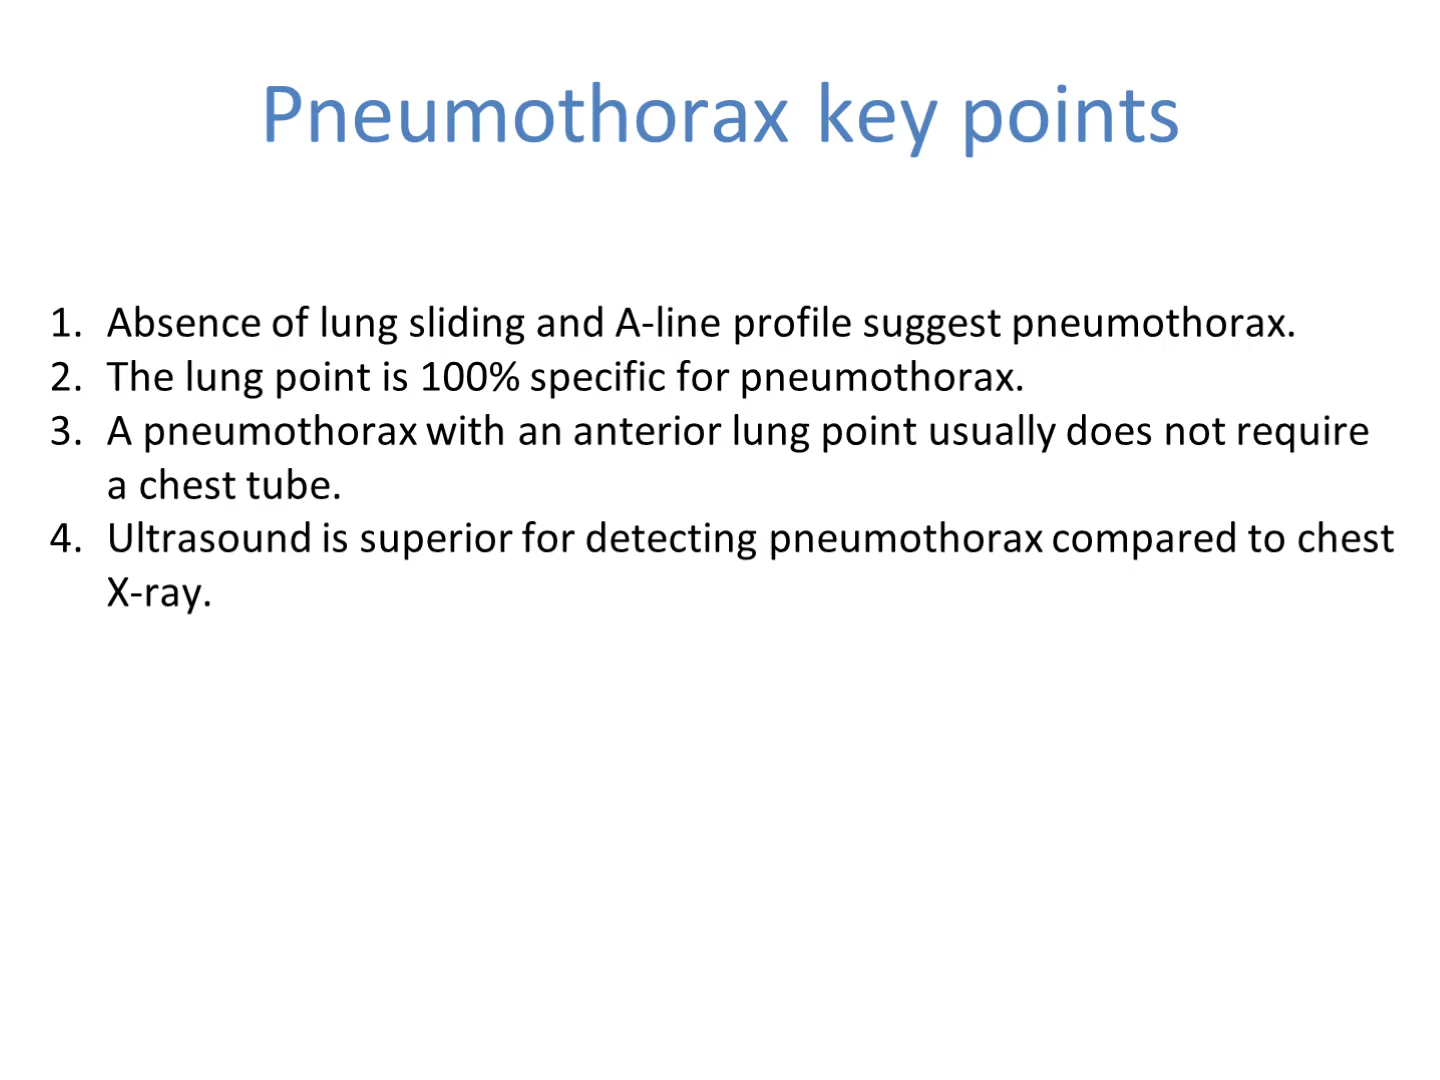 Pneumothorax key points
1. Absence of lung sliding and A-line profile suggest pneumothorax.
2. The lung point is 100% specific for pneumothorax.
3. A pneumothorax with an anterior lung point usually does not require
a chest tube.
4. Ultrasound is superior for detecting pneumothorax compared to chest
X-ray.